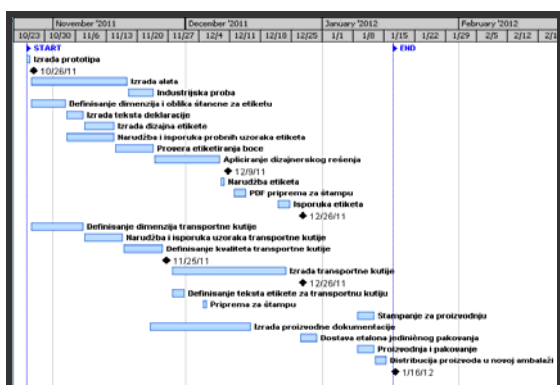 November '2011 December '2011 January '2012 February '2012
10/23 10/30 11/6 11/13 11/20 11/27 12/4 12/11 12/18 12/25 1/1 1/8 1/15 1/22 1/29 2/5 2/12
START END
Izrada prototipa
10/26/11
Izrada alata
Industrijska proba
Definisanje dimenzija i oblika štancne za etiketu
Izrada teksta deklaracije
Izrada dizajna etikete
Narudžba i isporuka probnih uzoraka etiketa
Provera etiketiranja boce
Apliciranje dizajnerskog rešenja
12/9/11
Narudžba etiketa
PDF priprema za štampu
Isporuka etiketa
12/26/11
Definisanje dimenzija transportne kutije
Narudžba i isporuka uzoraka transportne kutije
Definisanje kvaliteta transportne kutije
11/25/11
Izrada transportne kutije
12/26/11
Definisanje teksta etikete za transportnu kutiju
Priprema za štampu
Stampanje za proizvodnju
Izrada proizvodne dokumentacije
Dostava etalona jediničnog pakovanja
Proizvodnja i pakovanje
Distribucija proizvoda u novoj ambalaži
1/16/12